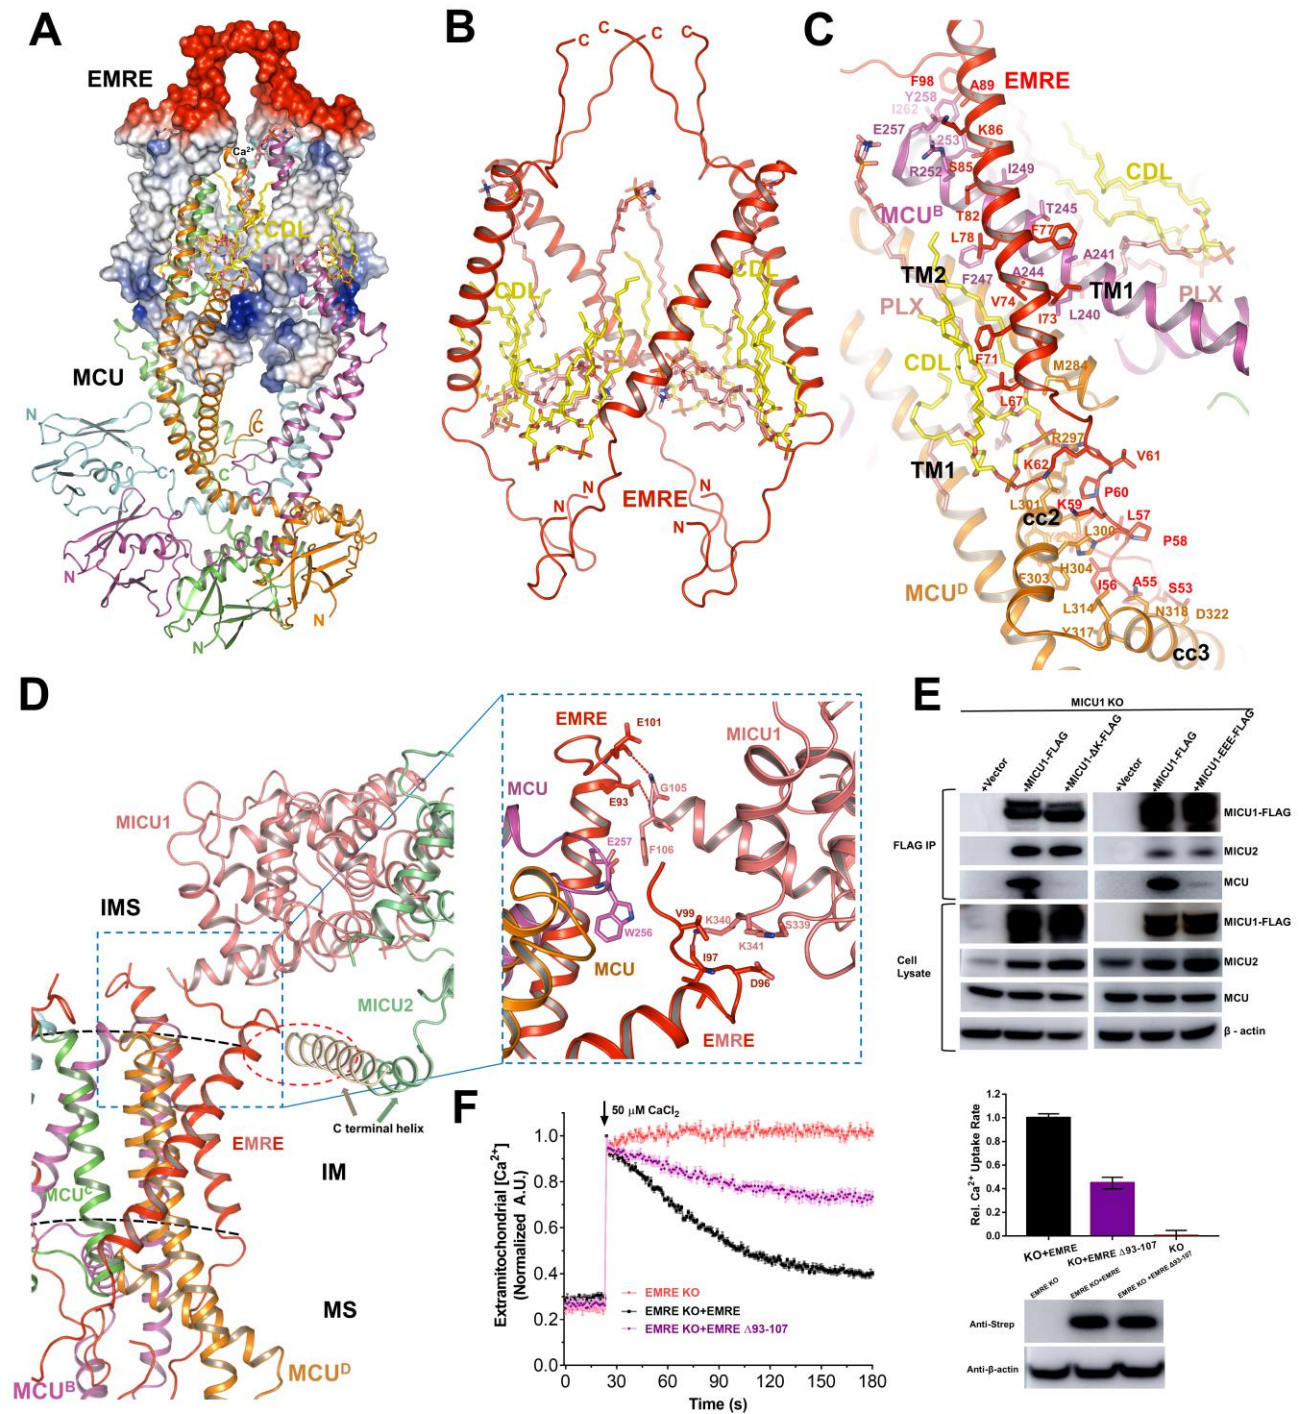 A
EMRE
Ca2+
CDL
PLX
MCU
N
C
C
C
N
N
N
B
C C C C
CDL
CDL
PLX
N
N
N
N
EMRE
C
F98
A89
EMRE
Y258
I262
E257
K86
L253
R252
S85
I249
CDL
MCUB
T82
T245
L78
F77
A241
TM2
F247
A244
TM1
PLX
V74
PLX
L240
I73
CDL
F71
M284
L67
R297
TM1
K62
V61
P60
L301
K59
cc2
L300
L57
P58
MCUD
H304
F303
I56
A55
S53
L314
N318
D322
Y317
cc3
D
MICU1
IMS
MICU2
C terminal helix
EMRE
IM
MCUC
MS
MCUB
MCUD
EMRE
E101
MICU1
MCU
G105
E93
E257
F106
W256
V99
K340
S339
K341
MCU
I97
D96
EMRE
E
MICU1 KO
+Vector
+MICU1-FLAG
+MICU1-ΔK-FLAG
+Vector
+MICU1-FLAG
+MICU1-EEE-FLAG
FLAG IP
MICU1-FLAG
MICU2
MCU
Cell
Lysate
MICU1-FLAG
MICU2
MCU
β - actin
F
50 μM CaCl2
Extramitochondrial [Ca2+]
(Normalized A.U.)
1.0
0.8
0.6
0.4
0.2
0.0
EMRE KO
EMRE KO+EMRE
EMRE KO+EMRE Δ93-107
0 30 60 90 120 150 180
Time (s)
Rel. Ca2+ Uptake Rate
1.2
1.0
0.8
0.6
0.4
0.2
0.0
KO+EMRE
KO+EMRE Δ93-107
KO
EMRE KO
EMRE KO+EMRE
EMRE KO +EMRE Δ93-107
Anti-Strep
Anti-β-actin